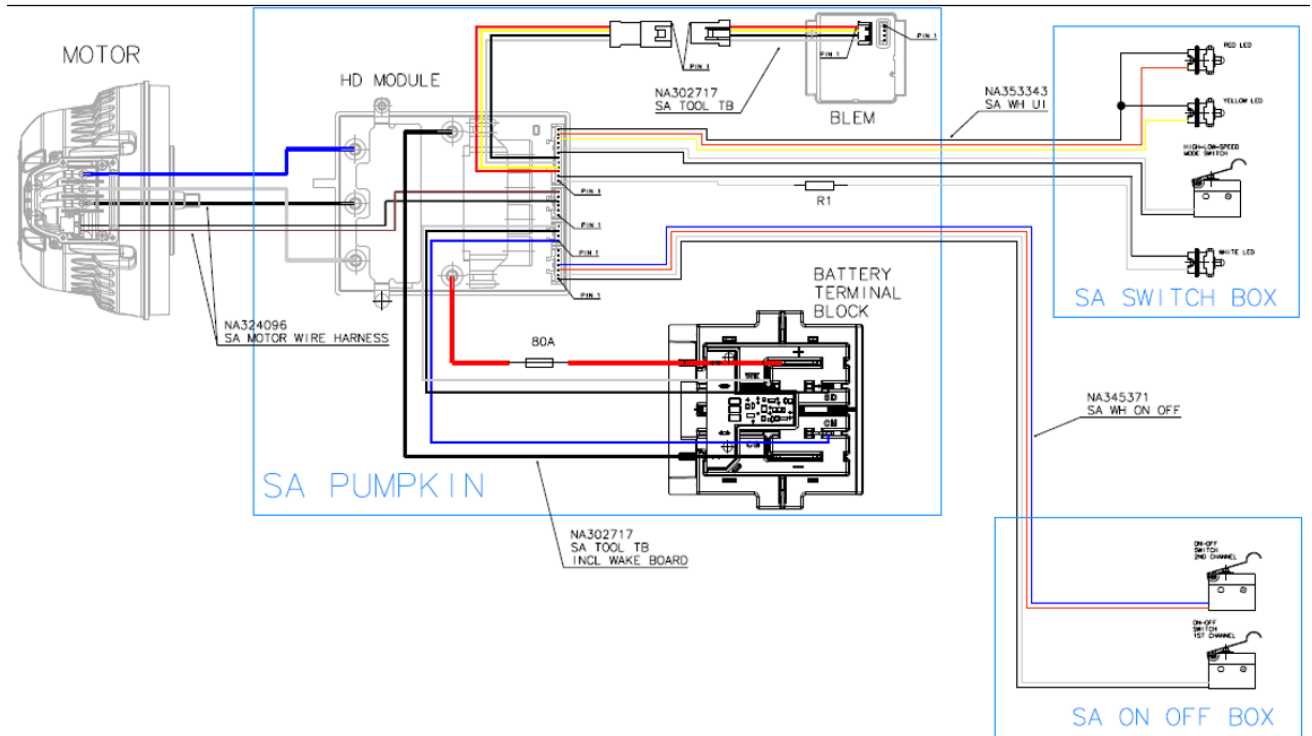 MOTOR
HD MODULE
PIN 1
PIN 1
PIN 1
BLEM
NA302717
SA TOOL TB
NA353343
SA WH UI
RED LED
YELLOW LED
HIGH-LOW-SPEED
MODE SWITCH
WHITE LED
SA SWITCH BOX
R1
PIN 1
PIN 1
PIN 1
PIN 1
NA324096
SA MOTOR WIRE HARNESS
80A
BATTERY
TERMINAL
BLOCK
+
SD
CM
-
SA PUMPKIN
NA302717
SA TOOL TB
INCL WAKE BOARD
NA345371
SA WH ON OFF
ON-OFF
SWITCH
2ND CHANNEL
ON-OFF
SWITCH
1ST CHANNEL
SA ON OFF BOX